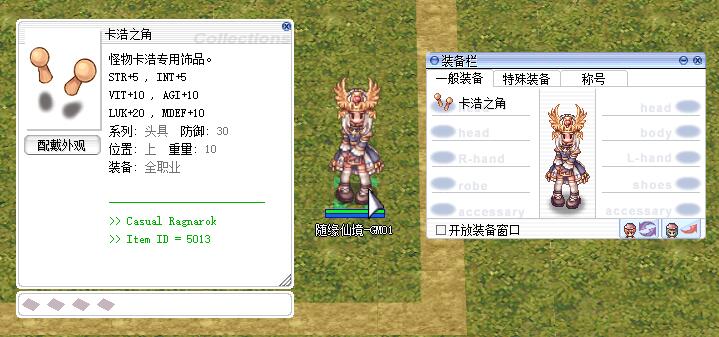 卡浩之角
Collections
怪物卡浩专用饰品。
STR+5 , INT+5
VIT+10 , AGI+10
LUK+20 , MDEF+10
系列: 头具 防御: 30
位置: 上 重量: 10
装备: 全职业
配戴外观
>> Casual Ragnarok
>> Item ID = 5013
随缘仙境-GM01
装备栏
一般装备 特殊装备 称号
卡浩之角 head
head body
R-hand L-hand
robe shoes
accessary accessary
开放装备窗口